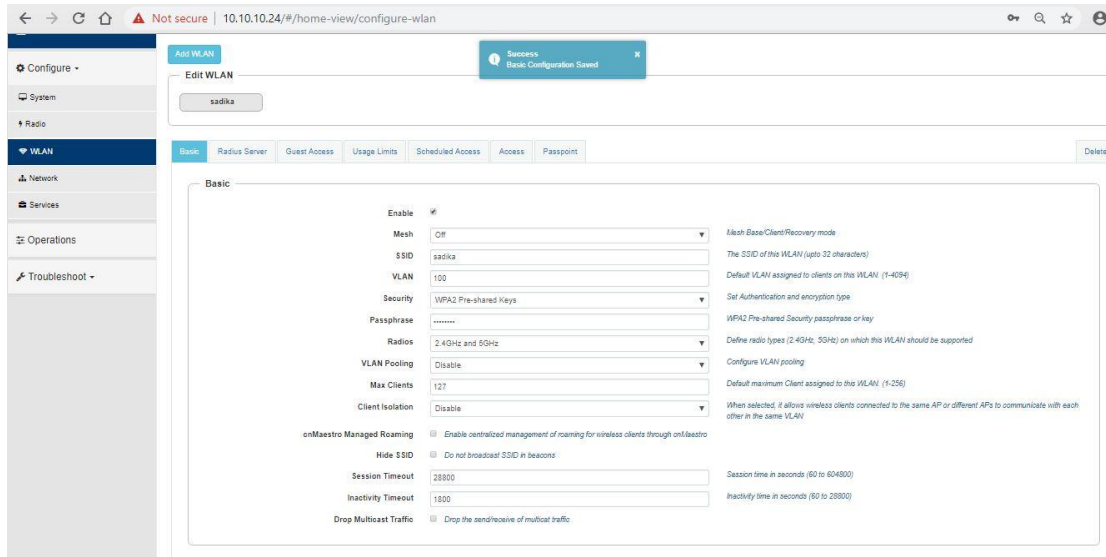 Not secure | 10.10.10.24/#/home-view/configure-wlan
Configure
System
Radio
WLAN
Network
Services
Operations
Troubleshoot
Add WLAN
Success
Basic Configuration Saved
Edit WLAN
sadika
Basic Radius Server Guest Access Usage Limits Scheduled Access Access Passpoint Delete
Basic
Enable
Mesh Off Mesh Base/Client/Recovery mode
SSID sadika The SSID of this WLAN (upto 32 characters)
VLAN 100 Default VLAN assigned to clients on this WLAN. (1-4094)
Security WPA2 Pre-shared Keys Set Authentication and encryption type
Passphrase •••••••• WPA2 Pre-shared Security passphrase or key
Radios 2.4GHz and 5GHz Define radio types (2.4GHz, 5GHz) on which this WLAN should be supported
VLAN Pooling Disable Configure VLAN pooling
Max Clients 127 Default maximum Client assigned to this WLAN. (1-256)
Client Isolation Disable When selected, it allows wireless clients connected to the same AP or different APs to communicate with each
other in the same VLAN
cnMaestro Managed Roaming Enable centralized management of roaming for wireless clients through cnMaestro
Hide SSID Do not broadcast SSID in beacons
Session Timeout 28800 Session time in seconds (60 to 604800)
Inactivity Timeout 1800 Inactivity time in seconds (60 to 28800)
Drop Multicast Traffic Drop the send/receive of multicat traffic